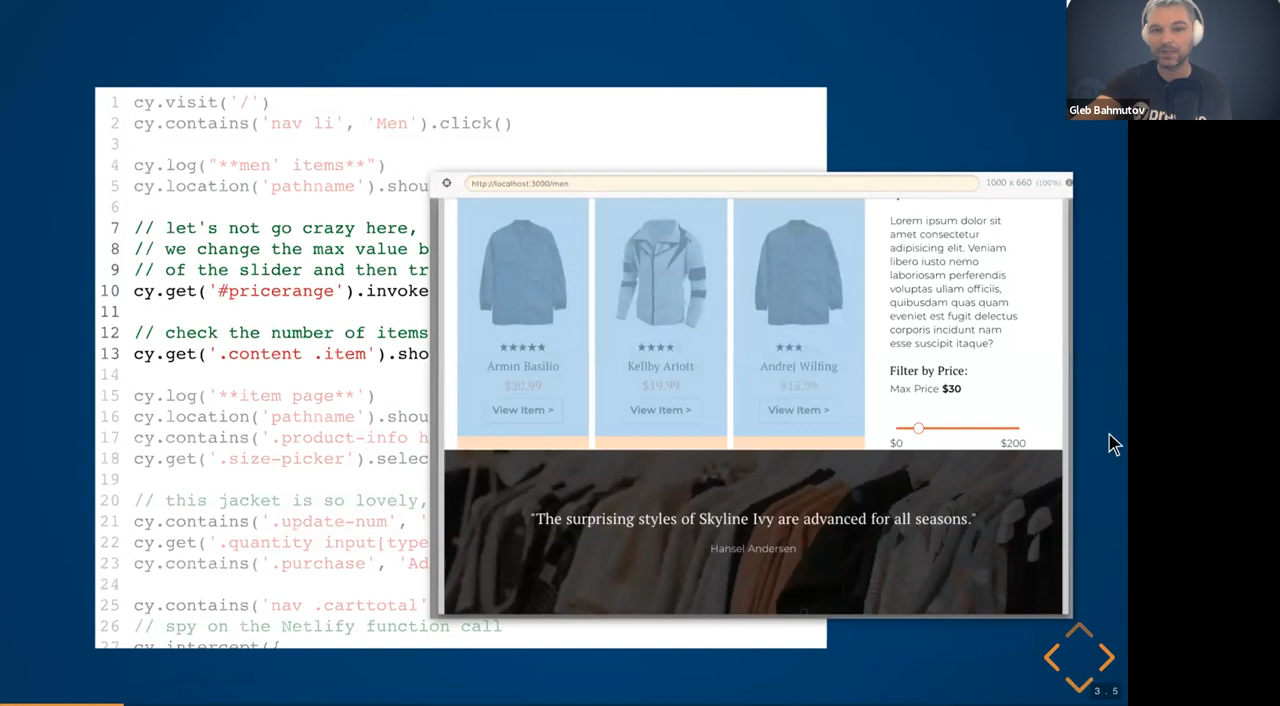 Gleb Bahmutov
1 cy.visit('/')
2 cy.contains('nav li', 'Men').click()
3
4 cy.log("**men' items**")
5 cy.location('pathname').shou
6
7 // let's not go crazy here,
8 // we change the max value b
9 // of the slider and then tr
10 cy.get('#pricerange').invoke
11
12 // check the number of items
13 cy.get('.content .item').sho
14
15 cy.log('**item page**')
16 cy.location('pathname').shou
17 cy.contains('.product-info h
18 cy.get('.size-picker').selec
19
20 // this jacket is so lovely,
21 cy.contains('.update-num', '
22 cy.get('.quantity input[type
23 cy.contains('.purchase', 'Ad
24
25 cy.contains('nav .carttotal'
26 // spy on the Netlify function call
27 cy.intercept({
http://localhost:3000/men
1000 x 660 (100%)
★★★★★
Armin Basilio
$20.99
View Item >
★★★★
Kellby Arlott
$19.99
View Item >
★★★
Andrej Wilfing
View Item >
Lorem ipsum dolor sit
amet consectetur
adipisicing elit. Veniam
libero iusto nemo
laboriosam perferendis
voluptas uliam officiis,
quibusdam quas quam
eveniet est fugit delectus
corporis incidunt nam
esse suscipit itaque?
Filter by Price:
Max Price $30
$0
$200
"The surprising styles of Skyline Ivy are advanced for all seasons."
Hansel Andersen
3.5